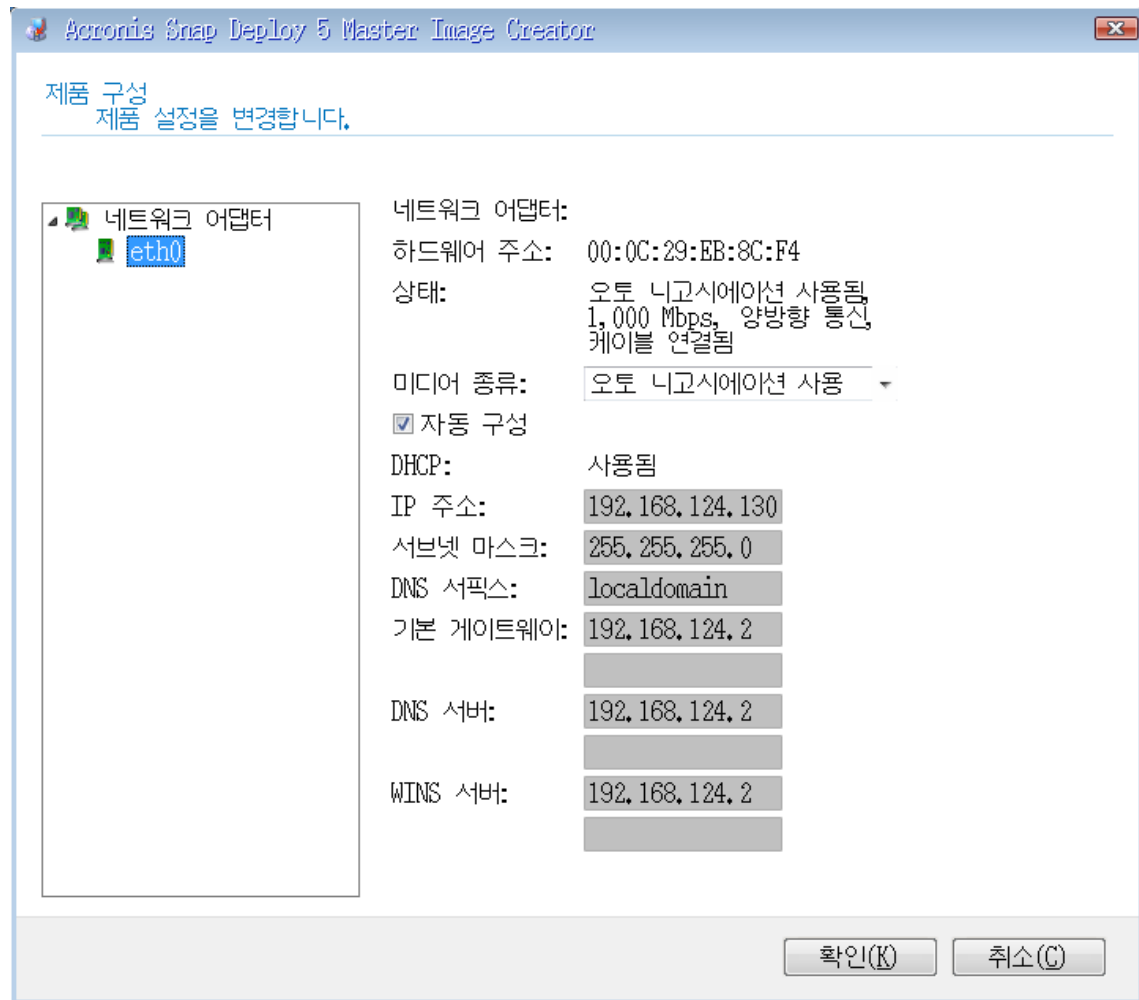 Acronis Snap Deploy 5 Master Image Creator
제품 구성
제품 설정을 변경합니다.
네트워크 어댑터
eth0
네트워크 어댑터:
하드웨어 주소: 00:0C:29:EB:8C:F4
상태: 오토 니고시에이션 사용됨,
1,000 Mbps, 양방향 통신,
케이블 연결됨
미디어 종류: 오토 니고시에이션 사용
자동 구성
DHCP: 사용됨
IP 주소: 192.168.124.130
서브넷 마스크: 255.255.255.0
DNS 서픽스: localdomain
기본 게이트웨이: 192.168.124.2
DNS 서버: 192.168.124.2
WINS 서버: 192.168.124.2
확인(K) 취소(C)